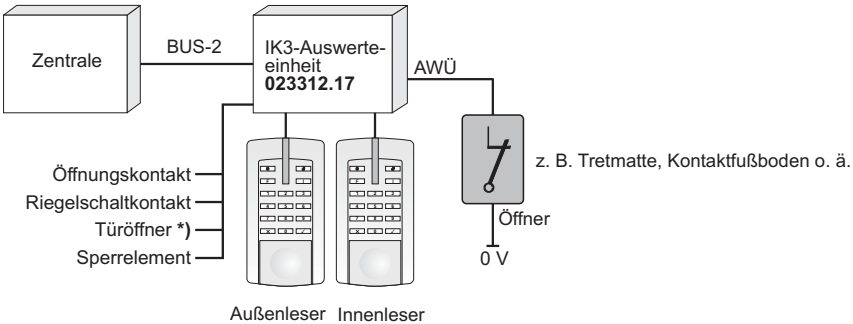 Zentrale
BUS-2
IK3-Auswerte-
einheit
023312.17
AWÜ
Öffnungskontakt
Riegelschaltkontakt
Türöffner *)
Sperrelement
z. B. Tretmatte, Kontaktfußboden o. ä.
Öffner
0 V
Außenleser
Innenleser